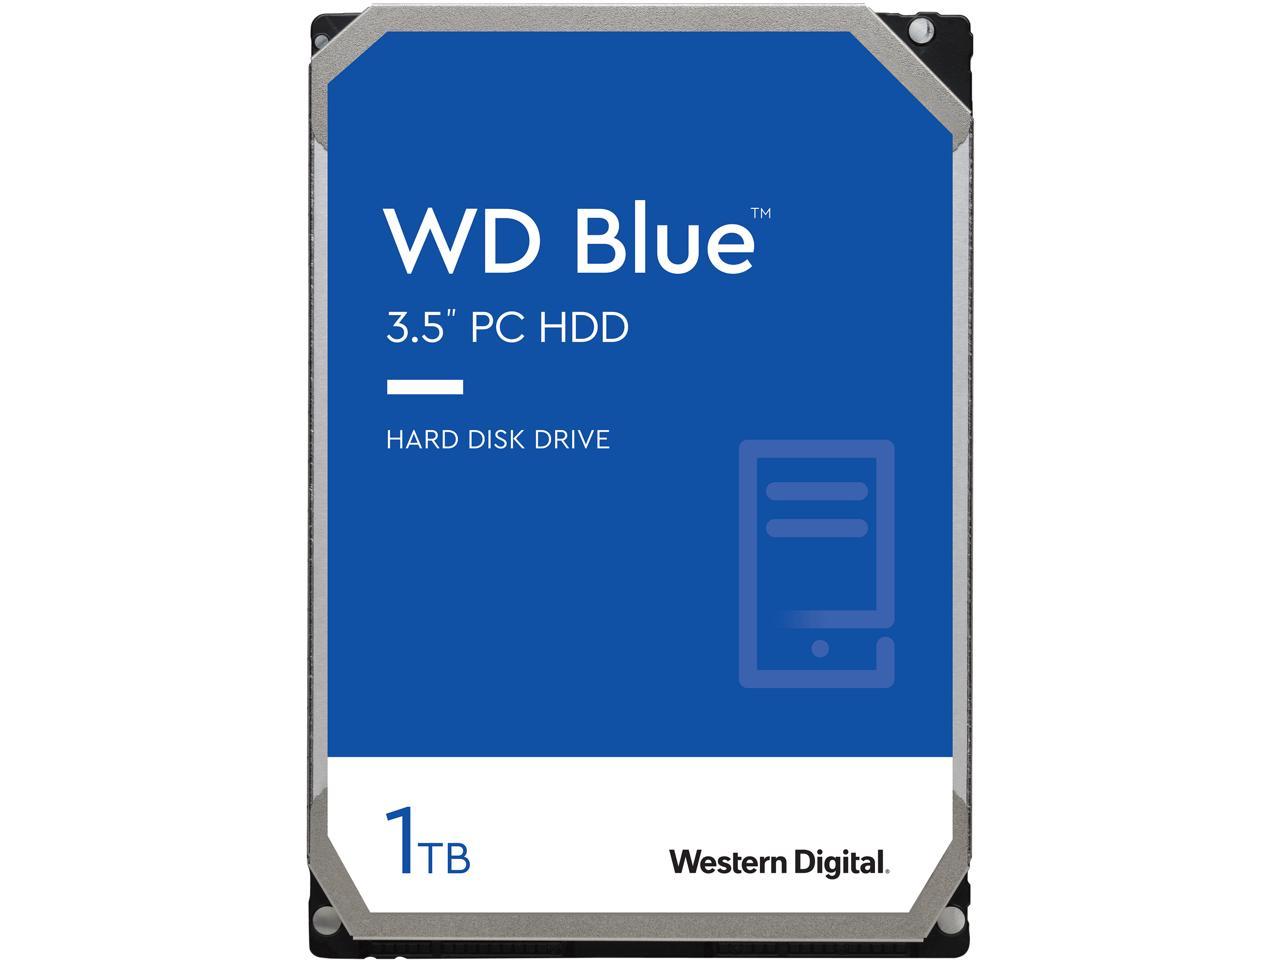 WD Blue™
3.5" PC HDD
HARD DISK DRIVE
1TB
Western Digital.